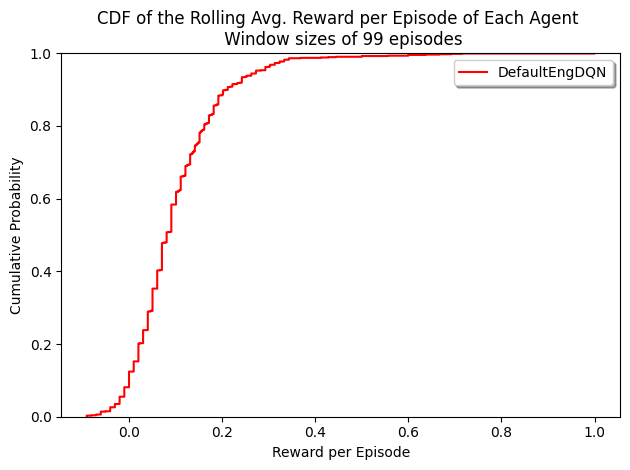 CDF of the Rolling Avg. Reward per Episode of Each Agent
Window sizes of 99 episodes
DefaultEngDQN
1.0
0.8
0.6
0.4
0.2
0.0
Cumulative Probability
0.0 0.2 0.4 0.6 0.8 1.0
Reward per Episode